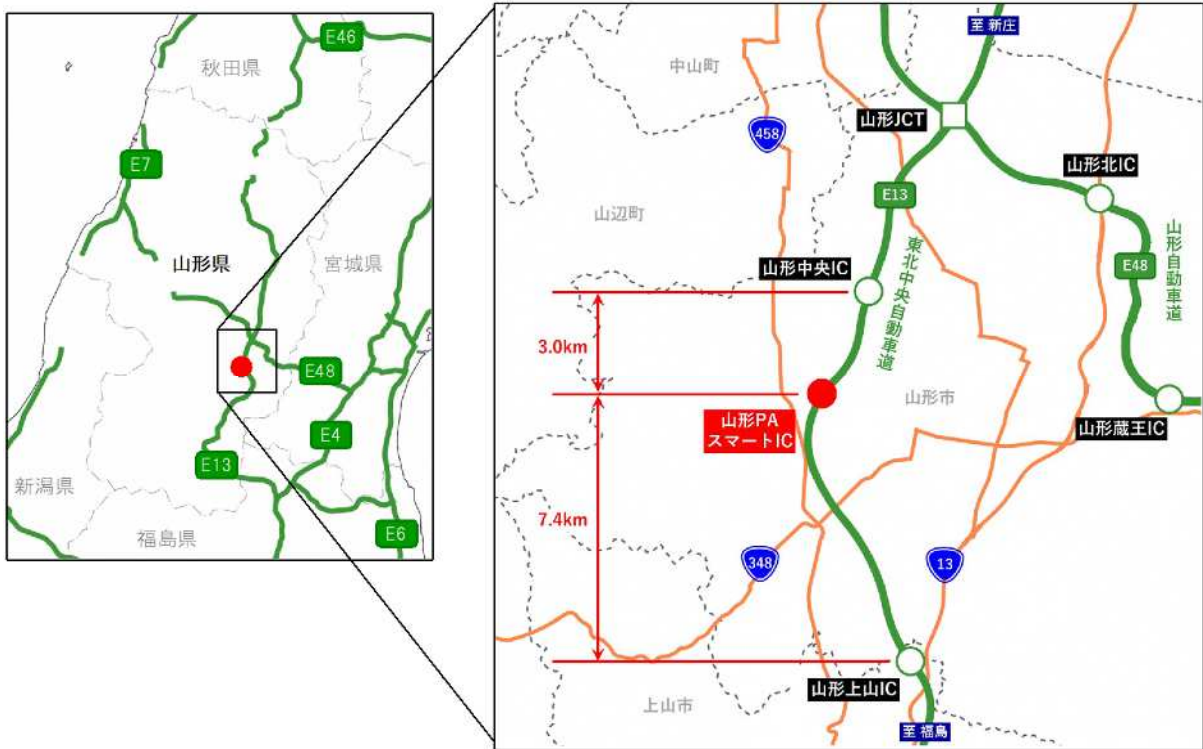 E46
秋田県
E7
山形県
宮城県
E48
E4
E13
新潟県
福島県
E6
至 新庄
中山町
山形JCT
458
山形北IC
E13
山辺町
東北中央自動車道
山形自動車道
E48
山形中央IC
3.0km
山形市
山形PA
スマートIC
山形蔵王IC
7.4km
348
13
山形上山IC
上山市
至 福島